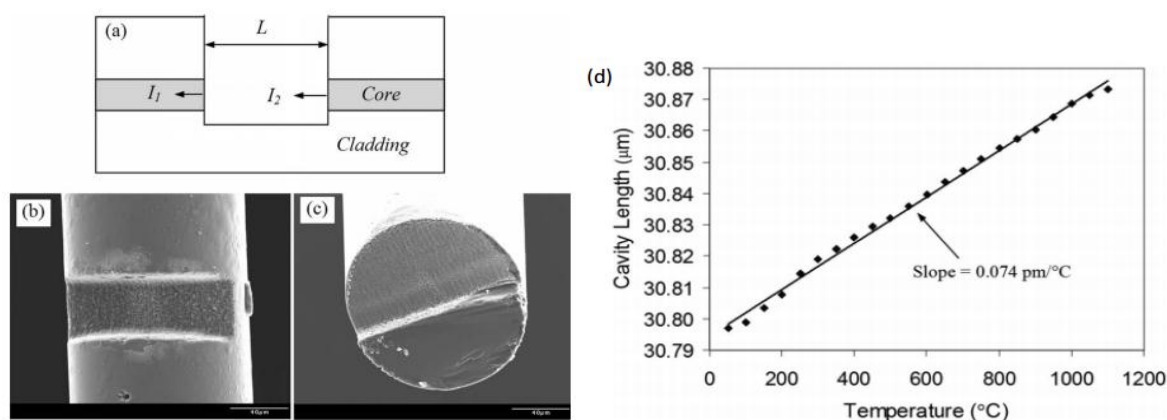 (a)
L
I1
I2
Core
Cladding
(b)
40µm
(c)
40µm
(d)
Cavity Length (µm)
30.88
30.87
30.86
30.85
30.84
30.83
30.82
30.81
30.80
30.79
Slope = 0.074 pm/°C
0 200 400 600 800 1000 1200
Temperature (°C)